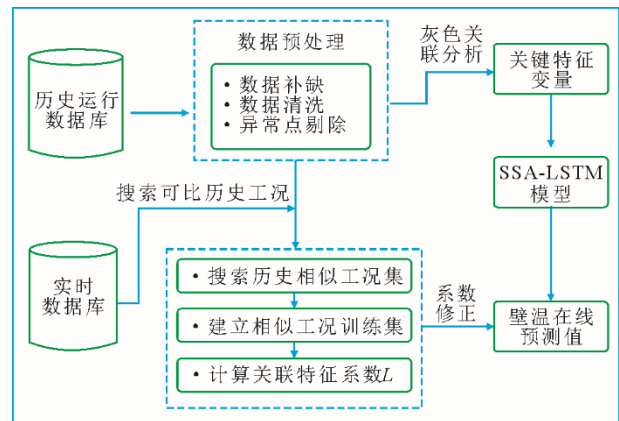 数据预处理
• 数据补缺
• 数据清洗
• 异常点剔除
历史运行
数据库
灰色关
联分析
关键特征
变量
SSA-LSTM
模型
搜索可比历史工况
实时
数据库
• 搜索历史相似工况集
• 建立相似工况训练集
• 计算关联特征系数L
系数
修正
壁温在线
预测值